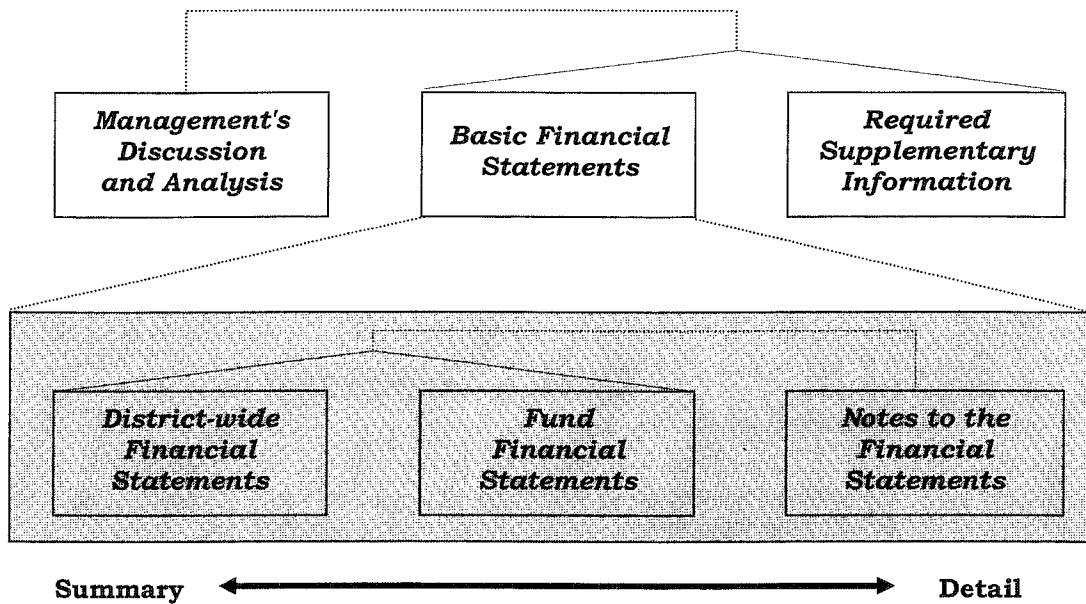 Management's
Discussion
and Analysis
Basic Financial
Statements
Required
Supplementary
Information
District-wide
Financial
Statements
Fund
Financial
Statements
Notes to the
Financial
Statements
Summary
Detail